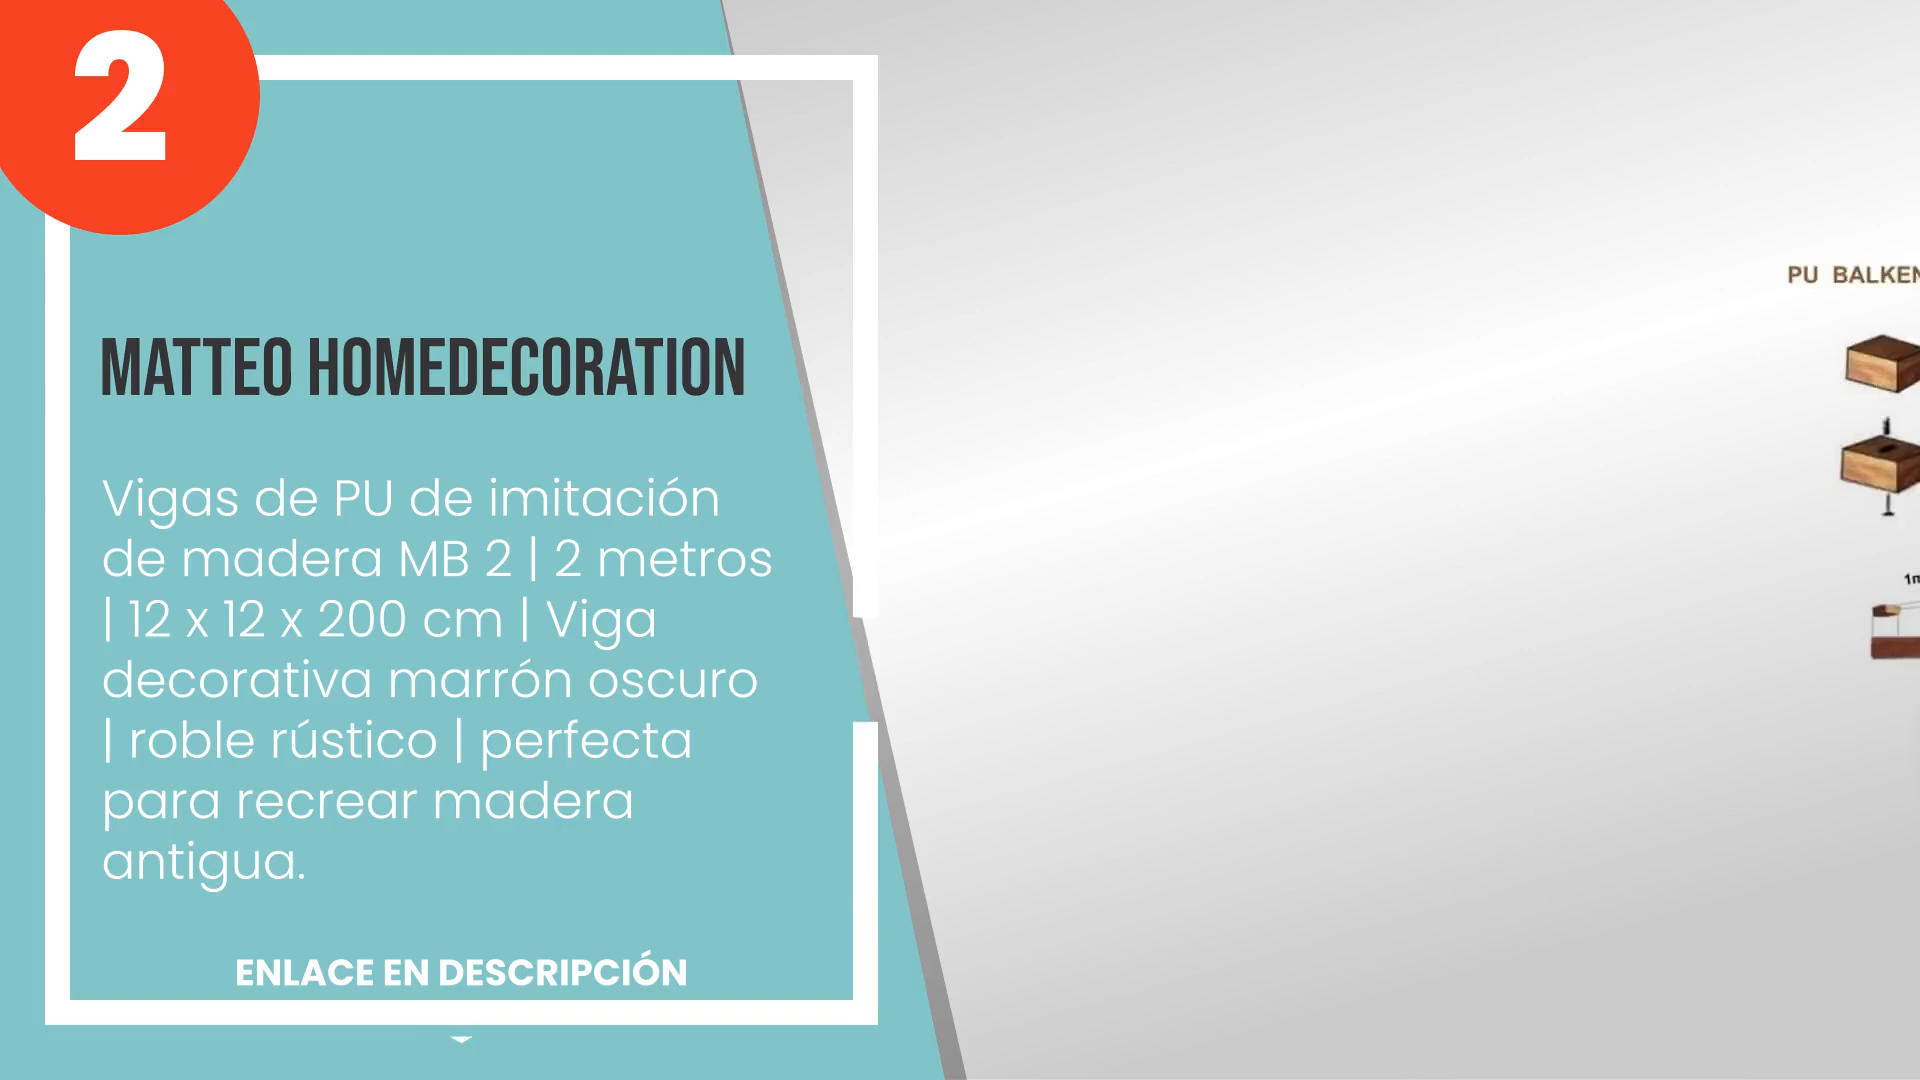 2
MATTEO HOMEDECORATION
Vigas de PU de imitación
de madera MB 2 | 2 metros
| 12 x 12 x 200 cm | Viga
decorativa marrón oscuro
| roble rústico | perfecta
para recrear madera
antigua.
ENLACE EN DESCRIPCIÓN
PU BALKEN